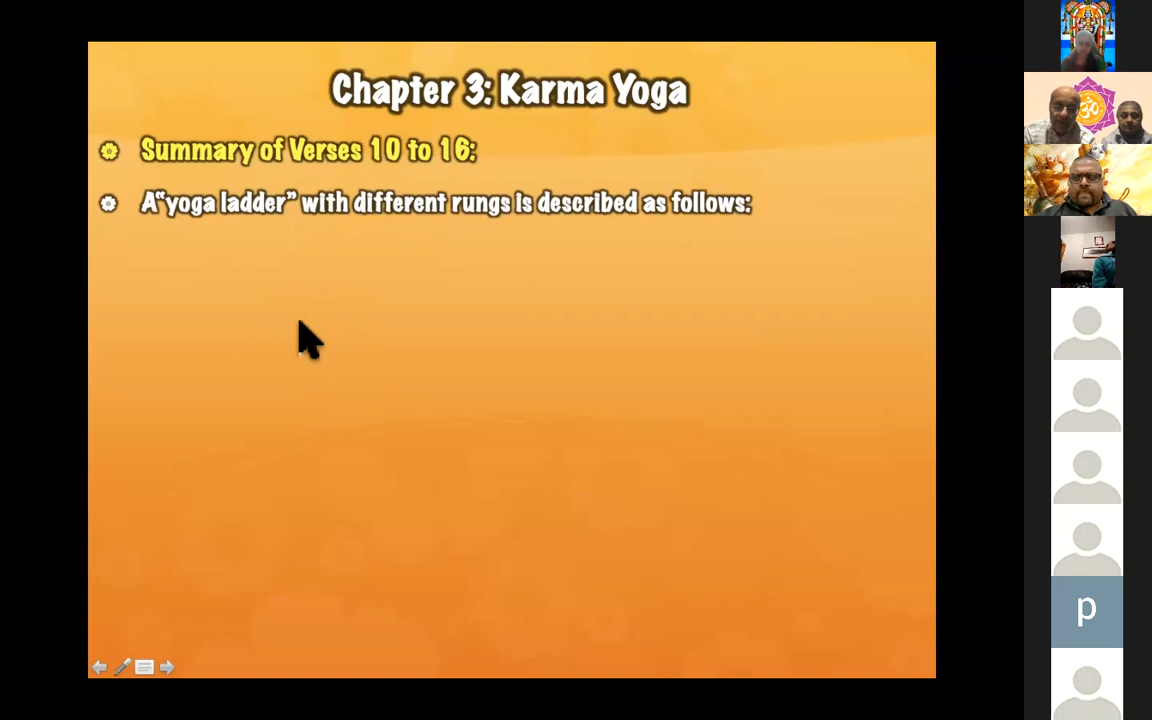 Chapter 3: Karma Yoga
Summary of Verses 10 to 16:
A“yoga ladder” with different rungs is described as follows:
ॐ
p